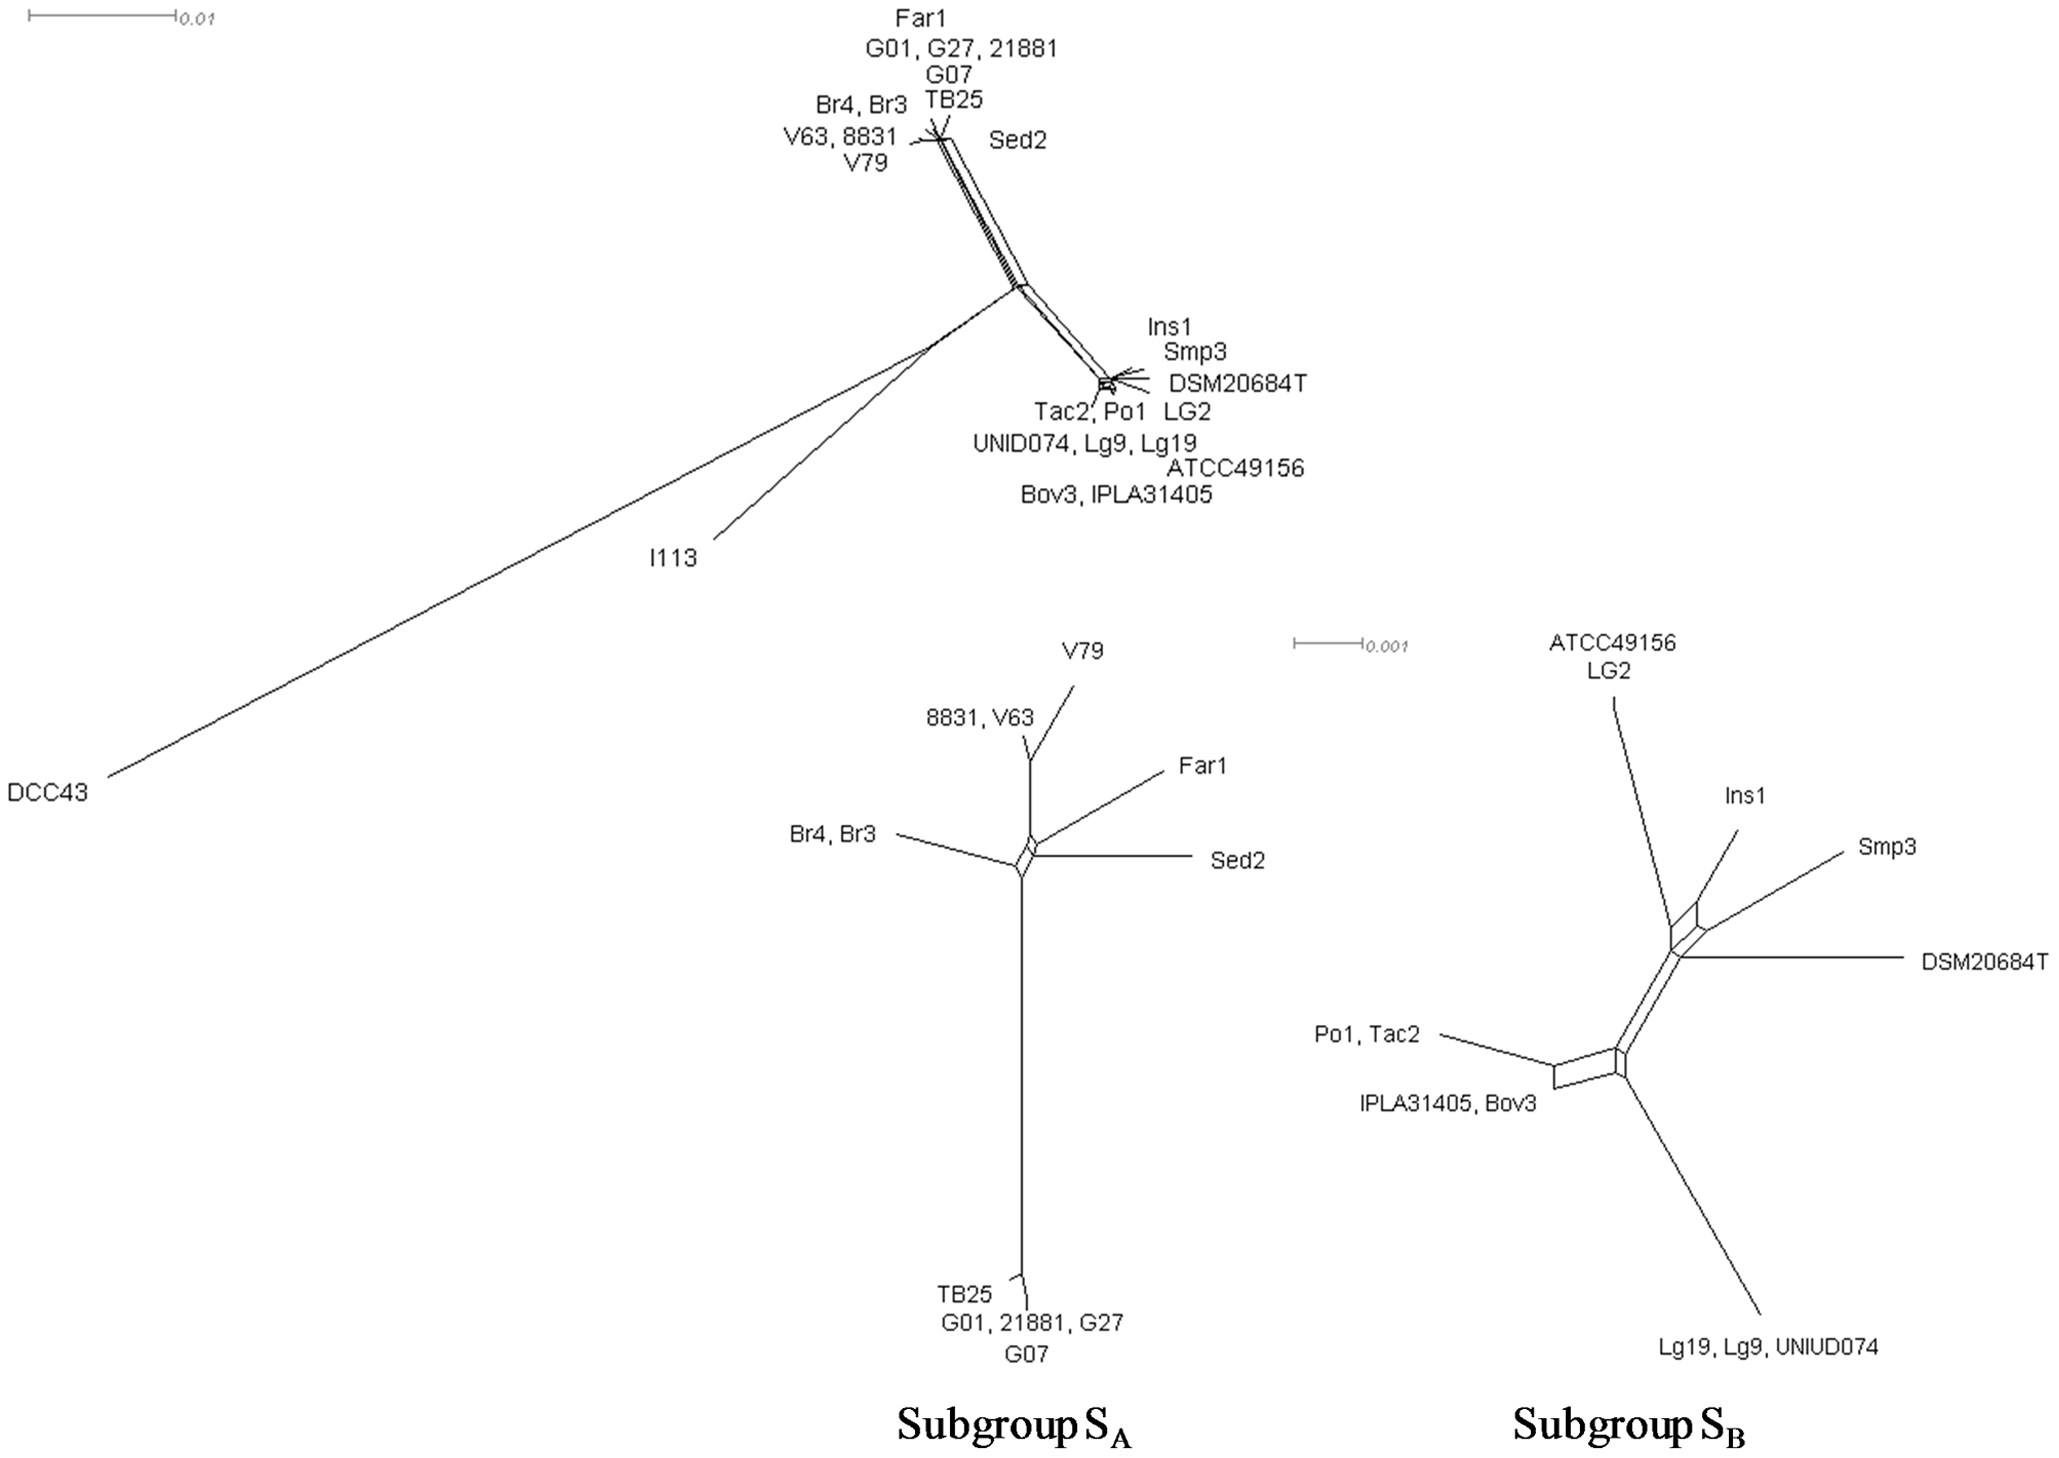 0.01
Far1
G01, G27, 21881
G07
Br4, Br3
TB25
V63, 8831
Sed2
V79
Ins1
Smp3
DSM20684T
Tac2, Po1
LG2
UNID074, Lg9, Lg19
ATCC49156
Bov3, IPLA31405
I113
DCC43
V79
8831, V63
Far1
Br4, Br3
Sed2
TB25
G01, 21881, G27
G07
Subgroup SA
0.001
ATCC49156
LG2
Ins1
Smp3
DSM20684T
Po1, Tac2
IPLA31405, Bov3
Lg19, Lg9, UNIUD074
Subgroup SB